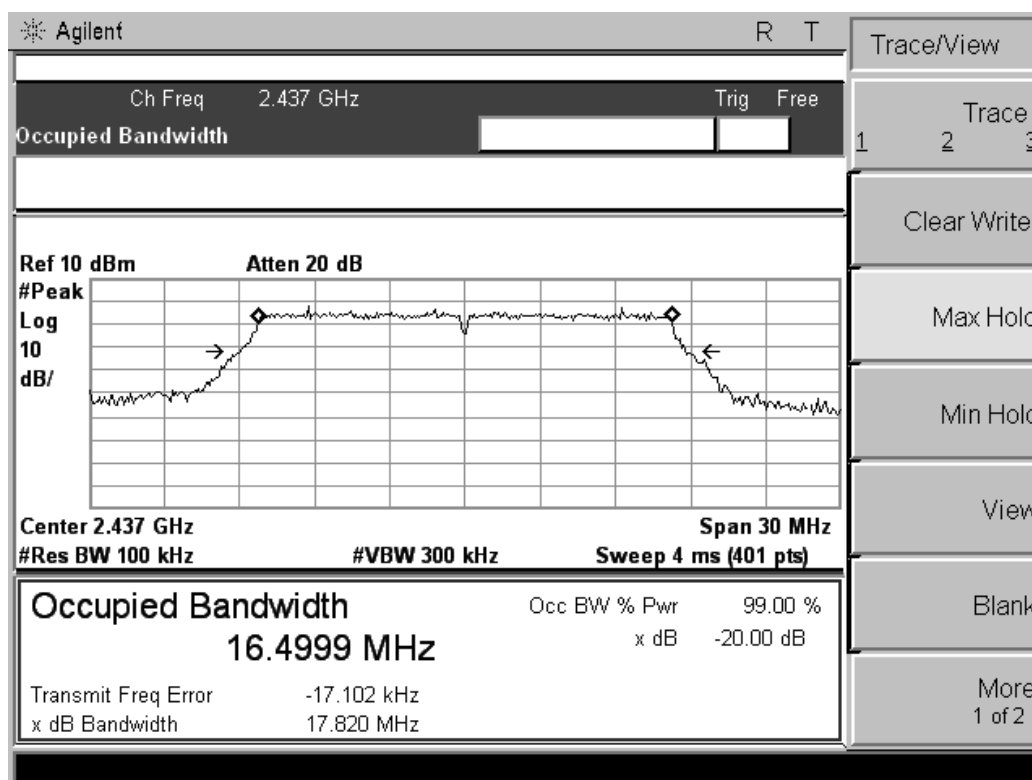 Agilent R T
Trace/View
Ch Freq 2.437 GHz Trig Free
Occupied Bandwidth
Trace
1 2 3
Clear Write
Max Hold
Min Hold
View
Blank
More
1 of 2
Ref 10 dBm Atten 20 dB
#Peak
Log
10
dB/
Center 2.437 GHz Span 30 MHz
#Res BW 100 kHz #VBW 300 kHz Sweep 4 ms (401 pts)
Occupied Bandwidth
16.4999 MHz
Occ BW % Pwr 99.00 %
x dB -20.00 dB
Transmit Freq Error -17.102 kHz
x dB Bandwidth 17.820 MHz